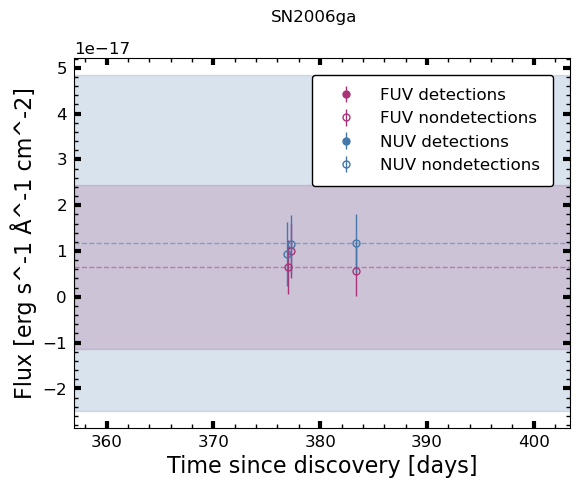 SN2006ga
1e−17
5
4
3
2
1
0
−1
−2
Flux [erg s^-1 Å^-1 cm^-2]
FUV detections
FUV nondetections
NUV detections
NUV nondetections
360 370 380 390 400
Time since discovery [days]